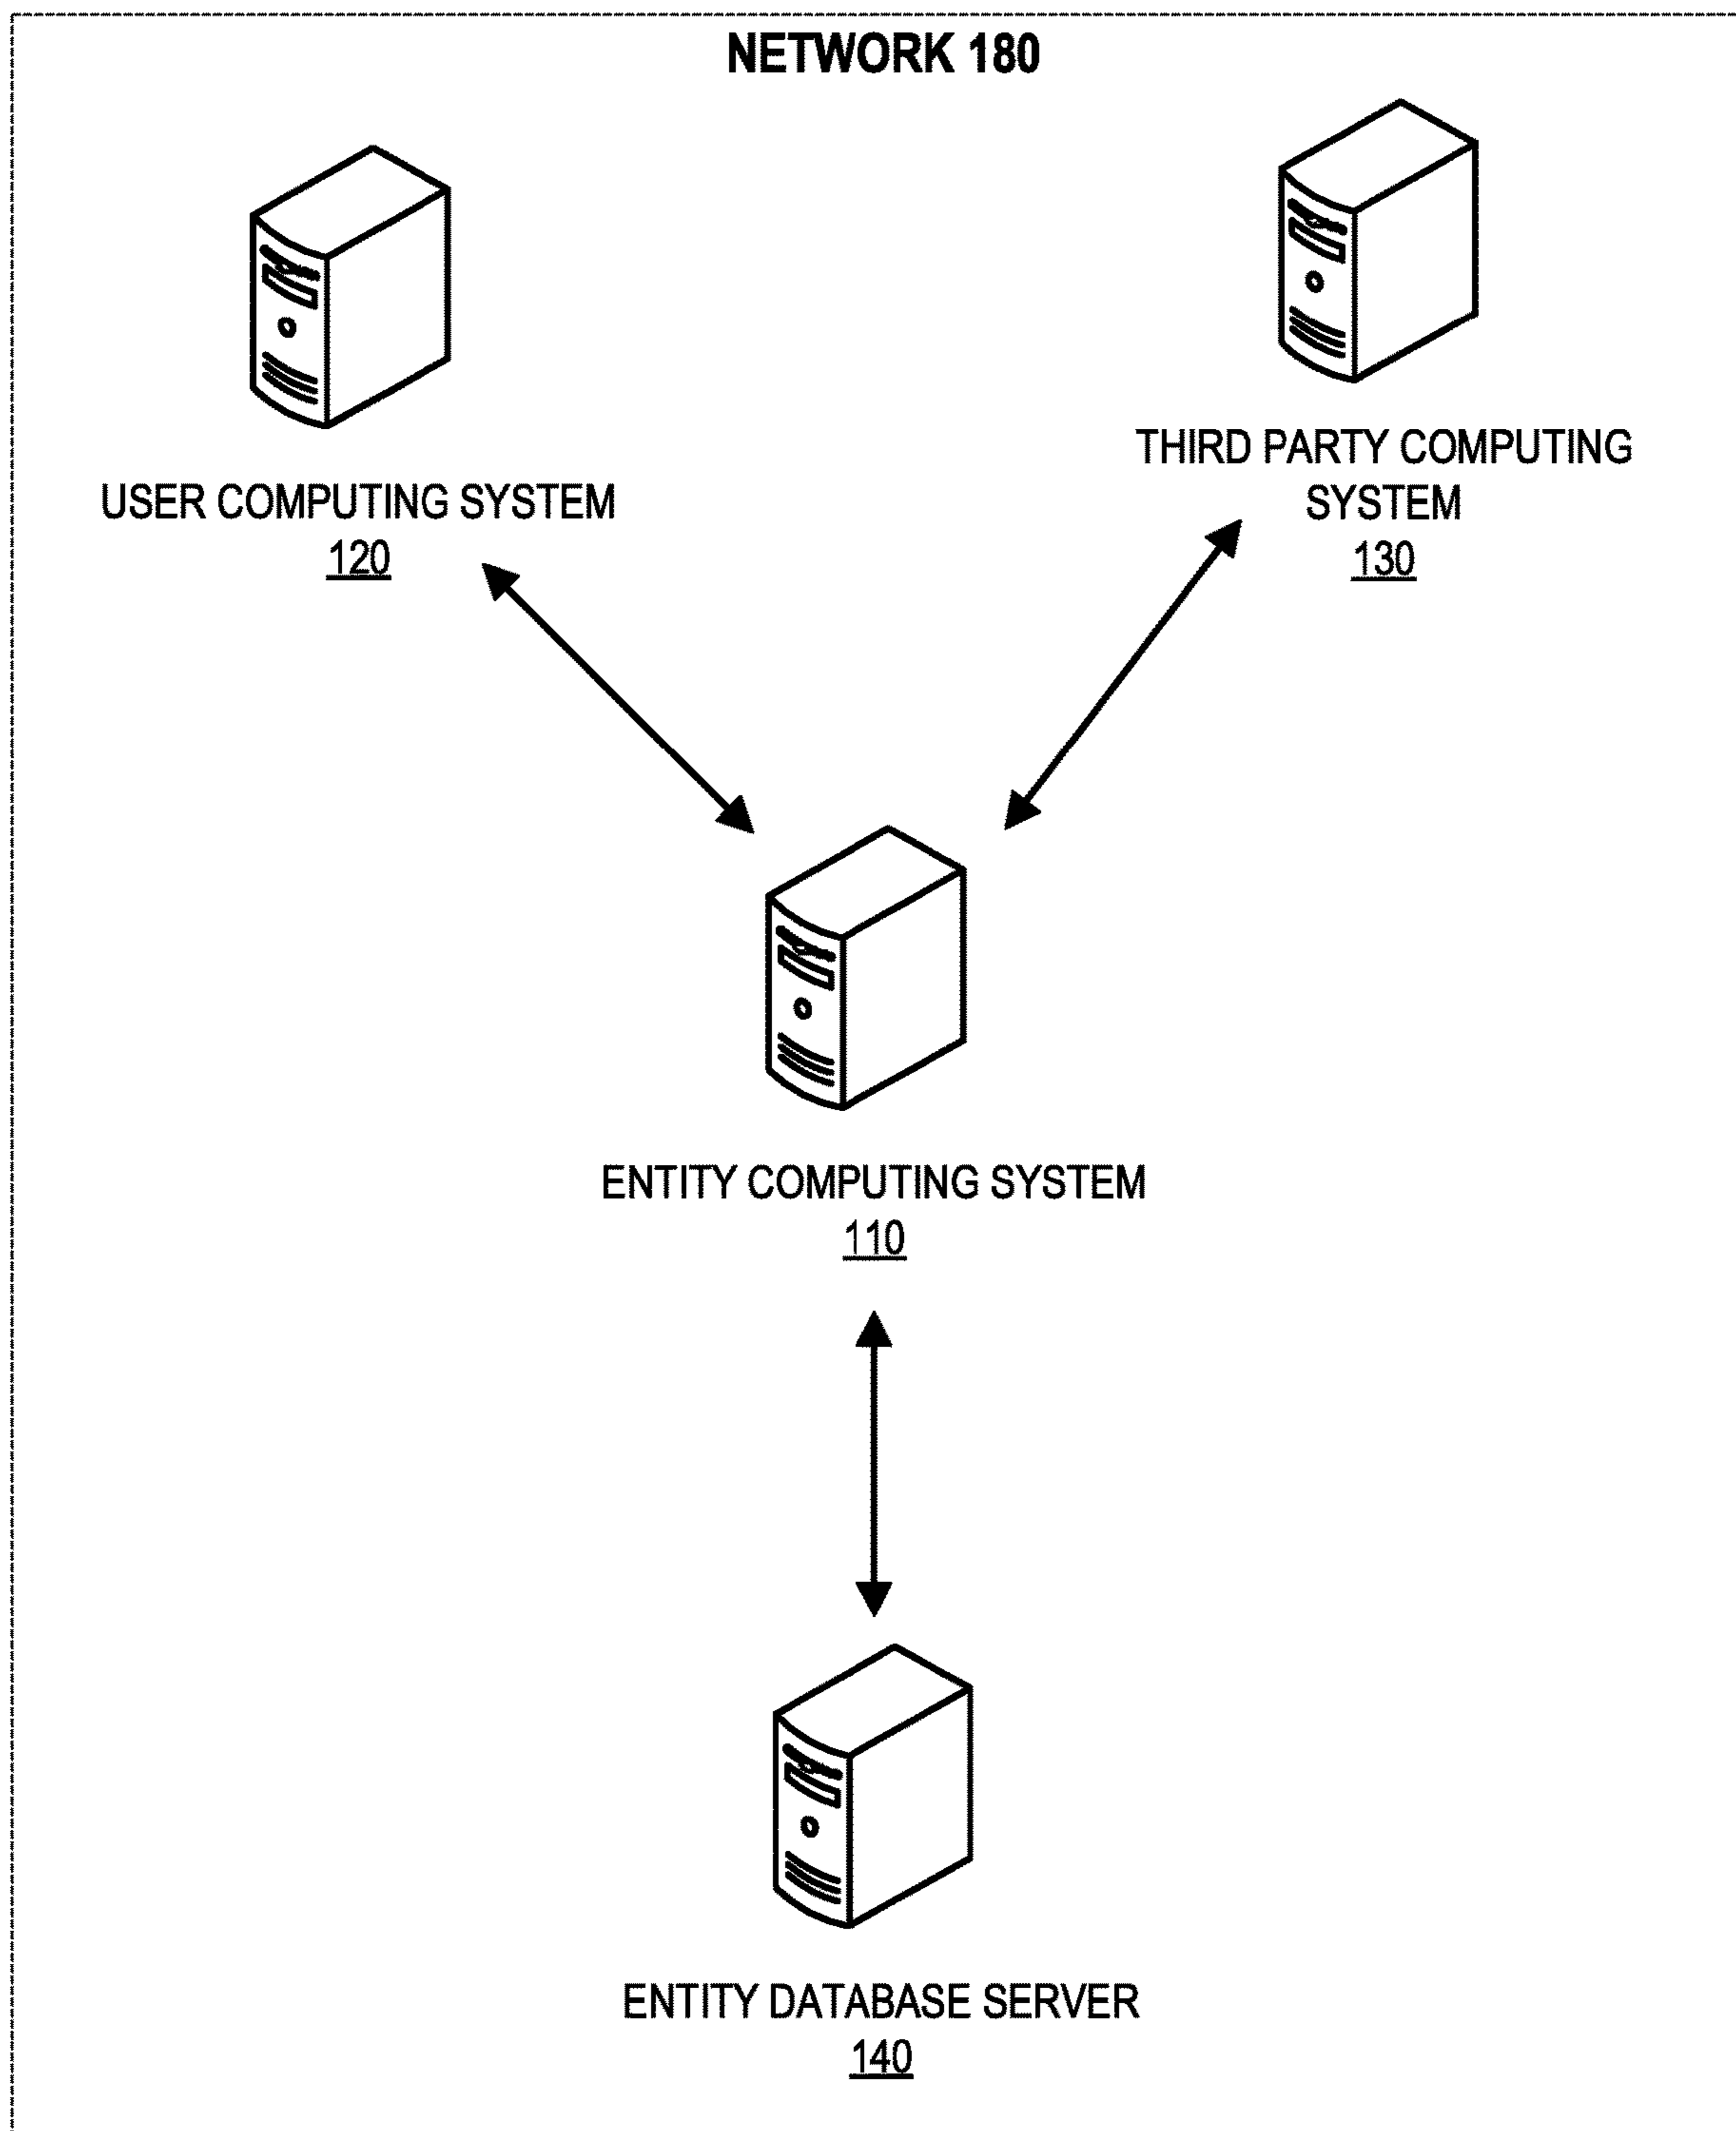 NETWORK 180
USER COMPUTING SYSTEM
120
THIRD PARTY COMPUTING
SYSTEM
130
ENTITY COMPUTING SYSTEM
110
ENTITY DATABASE SERVER
140